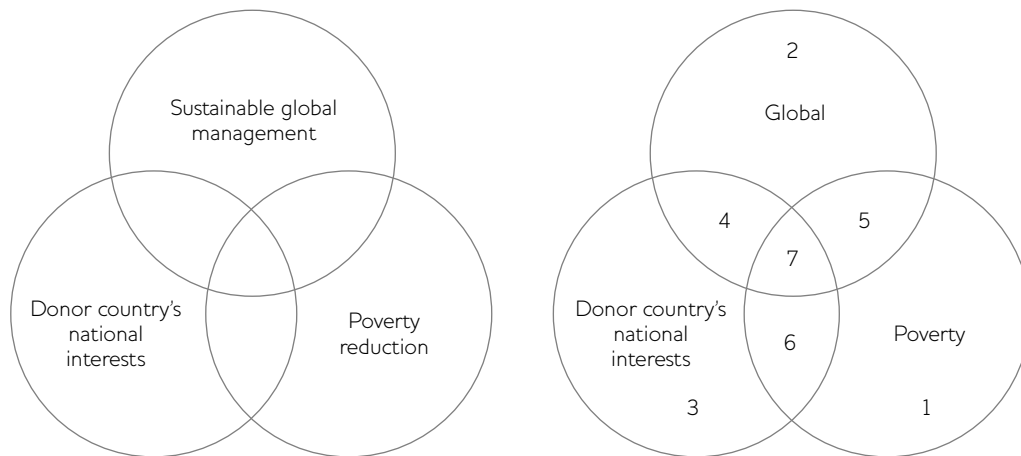 Sustainable global
management
Donor country's
national
interests
Poverty
reduction
2
Global
4
5
7
Donor country's
national
interests
6
Poverty
3
1